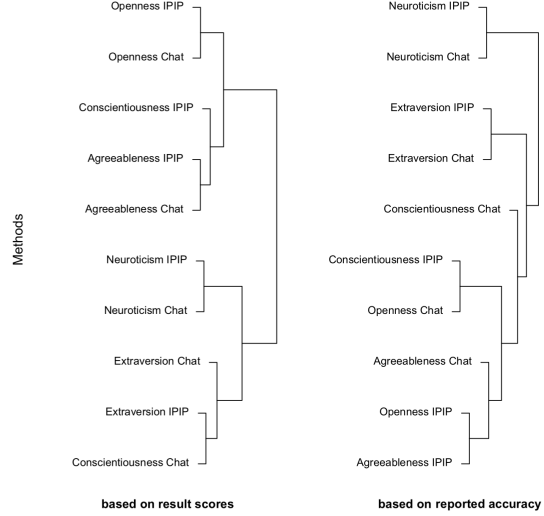 Methods
Openness IPIP
Openness Chat
Conscientiousness IPIP
Agreeableness IPIP
Agreeableness Chat
Neuroticism IPIP
Neuroticism Chat
Extraversion Chat
Extraversion IPIP
Conscientiousness Chat
based on result scores
Neuroticism IPIP
Neuroticism Chat
Extraversion IPIP
Extraversion Chat
Conscientiousness Chat
Conscientiousness IPIP
Openness Chat
Agreeableness Chat
Openness IPIP
Agreeableness IPIP
based on reported accuracy